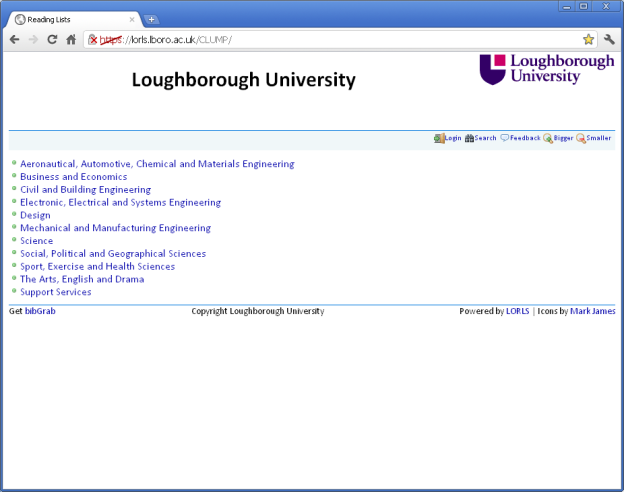 Reading Lists
https://lorls.lboro.ac.uk/CLUMP/
Loughborough University
Loughborough
University
Login Search Feedback Bigger Smaller
Aeronautical, Automotive, Chemical and Materials Engineering
Business and Economics
Civil and Building Engineering
Electronic, Electrical and Systems Engineering
Design
Mechanical and Manufacturing Engineering
Science
Social, Political and Geographical Sciences
Sport, Exercise and Health Sciences
The Arts, English and Drama
Support Services
Get bibGrab Copyright Loughborough University Powered by LORLS | Icons by Mark James